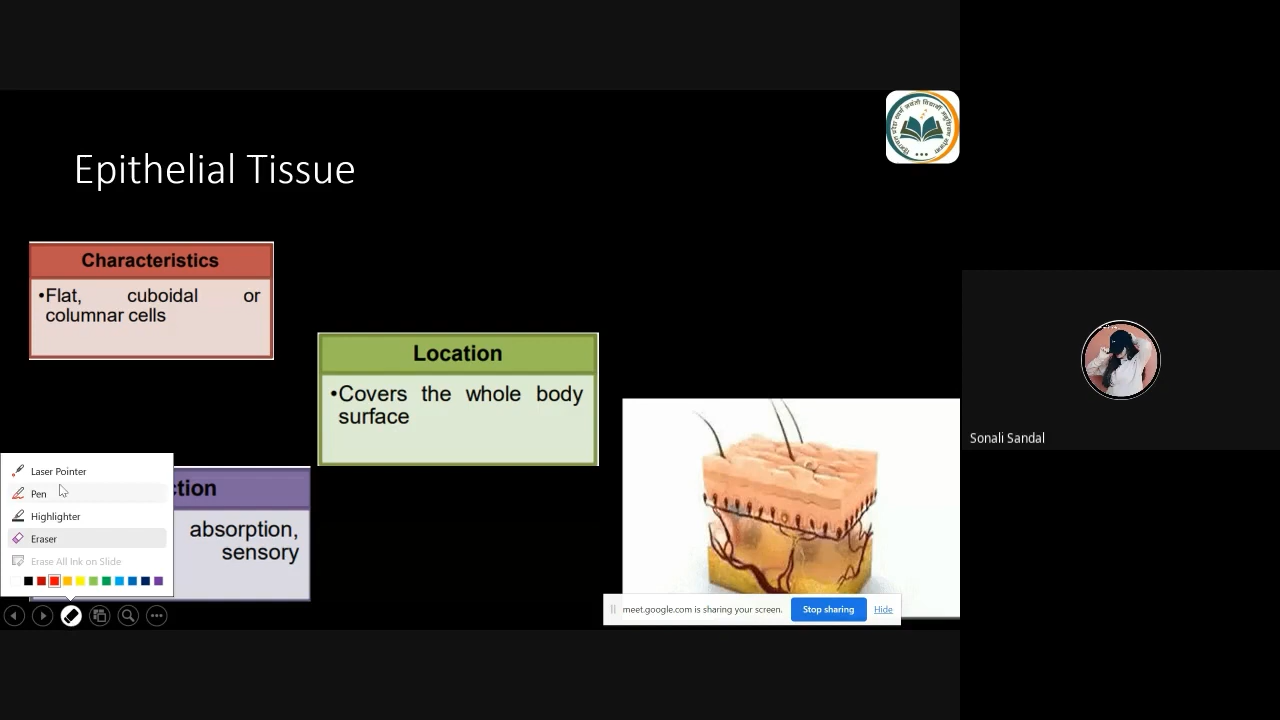 Epithelial Tissue
Characteristics
•Flat, cuboidal or
columnar cells
Location
•Covers the whole body
surface
ction
absorption,
sensory
Laser Pointer
Pen
Highlighter
Eraser
Erase All Ink on Slide
meet.google.com is sharing your screen.
Stop sharing
Hide
Sonali Sandal